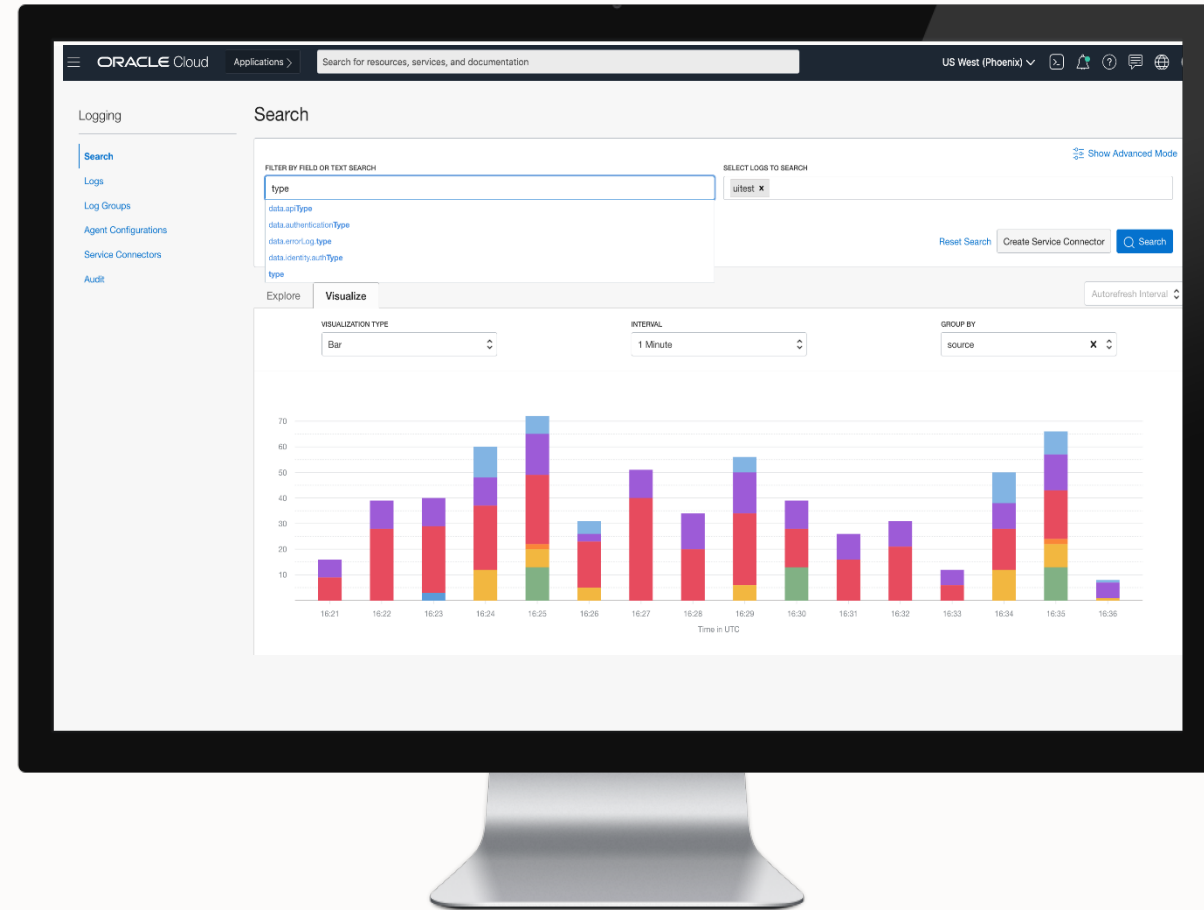 ORACLE Cloud
Applications >
Search for resources, services, and documentation
US West (Phoenix)
Logging
Search
Logs
Log Groups
Agent Configurations
Service Connectors
Audit
Search
Show Advanced Mode
FILTER BY FIELD OR TEXT SEARCH
SELECT LOGS TO SEARCH
type
uitest x
data.apiType
data.authenticationType
data.errorLog.type
data.identity.authType
type
Reset Search
Create Service Connector
Search
Explore
Visualize
Autorefresh Interval
VISUALIZATION TYPE
INTERVAL
GROUP BY
Bar
1 Minute
source x
70
60
50
40
30
20
10
16:21 16:22 16:23 16:24 16:25 16:26 16:27 16:28 16:29 16:30 16:31 16:32 16:33 16:34 16:35 16:36
Time in UTC